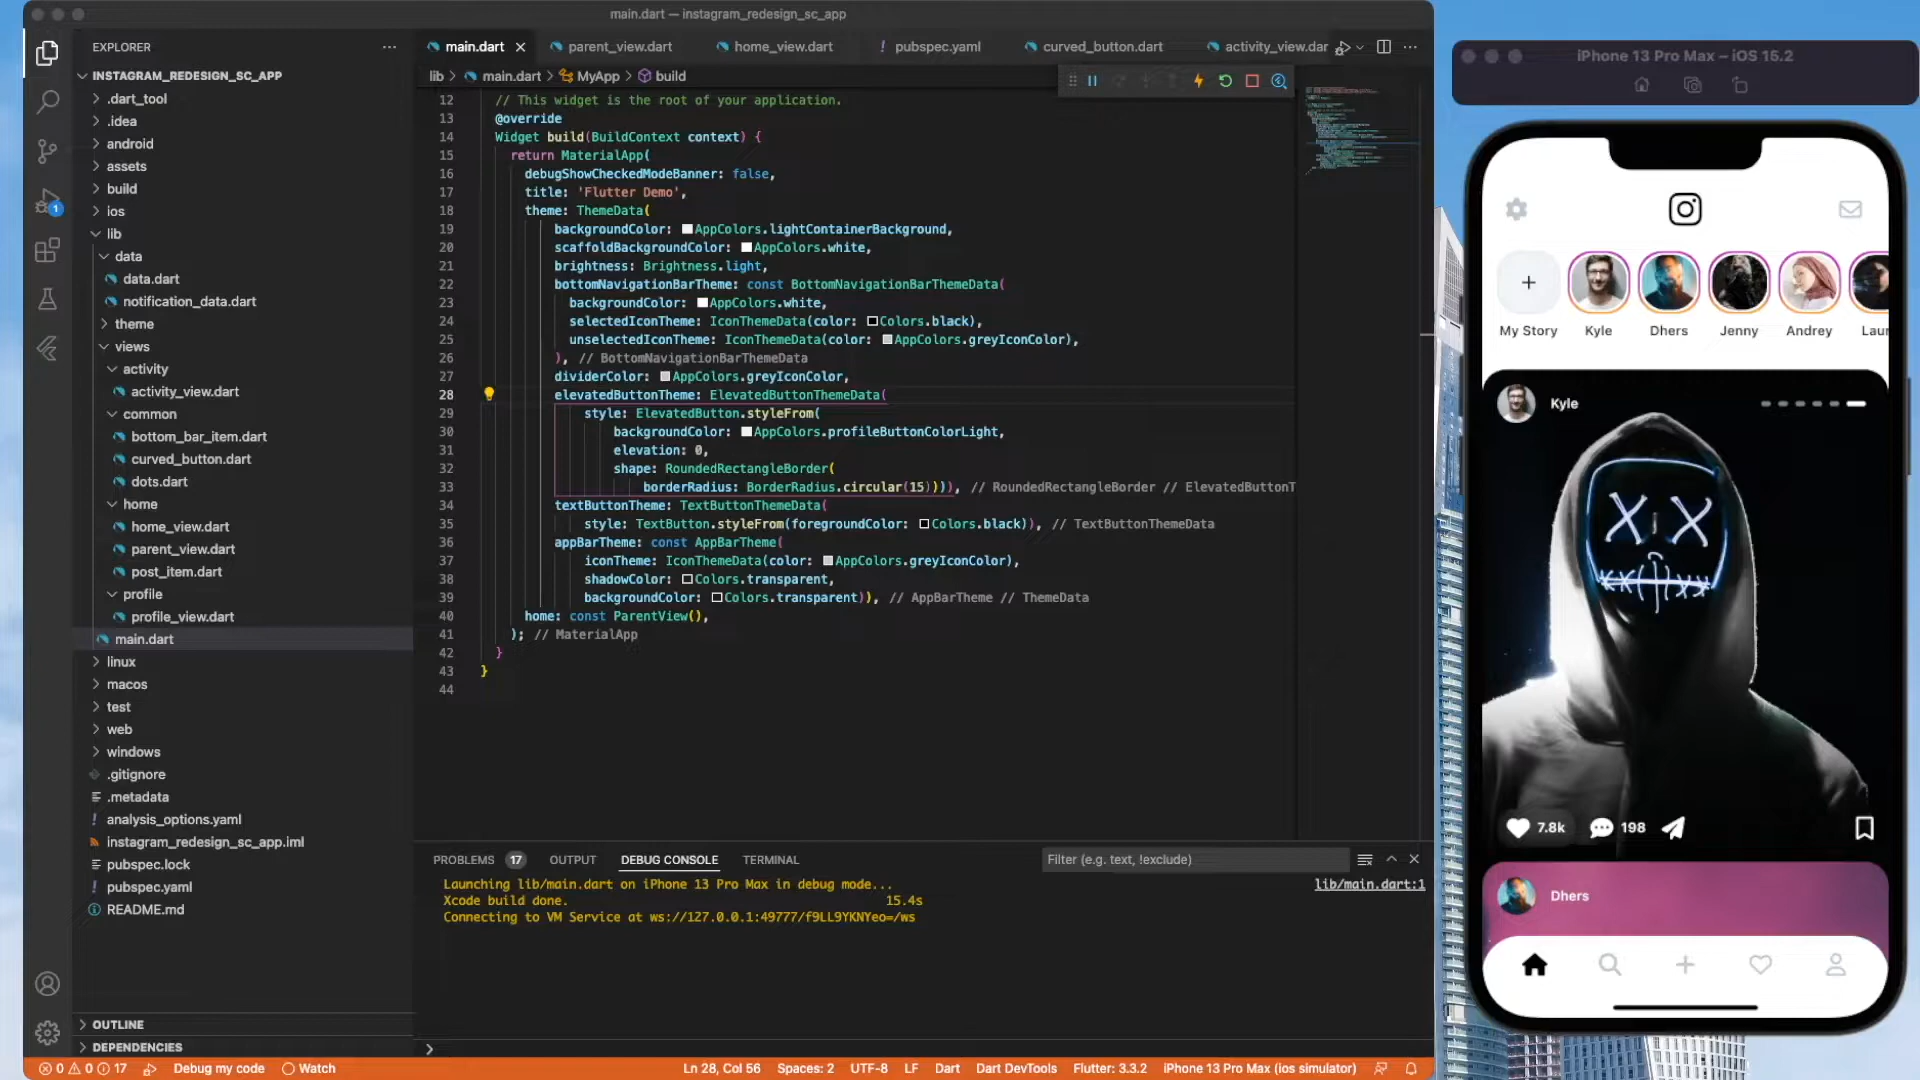 main.dart — instagram_redesign_sc_app
EXPLORER
INSTAGRAM_REDESIGN_SC_APP
.dart_tool
.idea
android
assets
build
ios
lib
data
data.dart
notification_data.dart
theme
views
activity
activity_view.dart
common
bottom_bar_item.dart
curved_button.dart
dots.dart
home
home_view.dart
parent_view.dart
post_item.dart
profile
profile_view.dart
main.dart
linux
macos
test
web
windows
.gitignore
.metadata
analysis_options.yaml
instagram_redesign_sc_app.iml
pubspec.lock
pubspec.yaml
README.md
OUTLINE
DEPENDENCIES
main.dart parent_view.dart home_view.dart pubspec.yaml curved_button.dart activity_view.dar
lib > main.dart > MyApp > build
12 // This widget is the root of your application.
13 @override
14 Widget build(BuildContext context) {
15 return MaterialApp(
16 debugShowCheckedModeBanner: false,
17 title: 'Flutter Demo',
18 theme: ThemeData(
19 backgroundColor: AppColors.lightContainerBackground,
20 scaffoldBackgroundColor: AppColors.white,
21 brightness: Brightness.light,
22 bottomNavigationBarTheme: const BottomNavigationBarThemeData(
23 backgroundColor: AppColors.white,
24 selectedIconTheme: IconThemeData(color: Colors.black),
25 unselectedIconTheme: IconThemeData(color: AppColors.greyIconColor),
26 ), // BottomNavigationBarThemeData
27 dividerColor: AppColors.greyIconColor,
28 elevatedButtonTheme: ElevatedButtonThemeData(
29 style: ElevatedButton.styleFrom(
30 backgroundColor: AppColors.profileButtonColorLight,
31 elevation: 0,
32 shape: RoundedRectangleBorder(
33 borderRadius: BorderRadius.circular(15)))), // RoundedRectangleBorder // ElevatedButtonT
34 textButtonTheme: TextButtonThemeData(
35 style: TextButton.styleFrom(foregroundColor: Colors.black)), // TextButtonThemeData
36 appBarTheme: const AppBarTheme(
37 iconTheme: IconThemeData(color: AppColors.greyIconColor),
38 shadowColor: Colors.transparent,
39 backgroundColor: Colors.transparent)), // AppBarTheme // ThemeData
40 home: const ParentView(),
41 ); // MaterialApp
42 }
43 }
44
PROBLEMS 17 OUTPUT DEBUG CONSOLE TERMINAL Filter (e.g. text, !exclude)
Launching lib/main.dart on iPhone 13 Pro Max in debug mode... lib/main.dart:1
Xcode build done. 15.4s
Connecting to VM Service at ws://127.0.0.1:49777/f9LL9YKNYeo=/ws
0 0 17 Debug my code Watch Ln 28, Col 56 Spaces: 2 UTF-8 LF Dart Dart DevTools Flutter: 3.3.2 iPhone 13 Pro Max (ios simulator)
1
iPhone 13 Pro Max – iOS 15.2
My Story Kyle Dhers Jenny Andrey Laur
Kyle
7.8k 198
Dhers